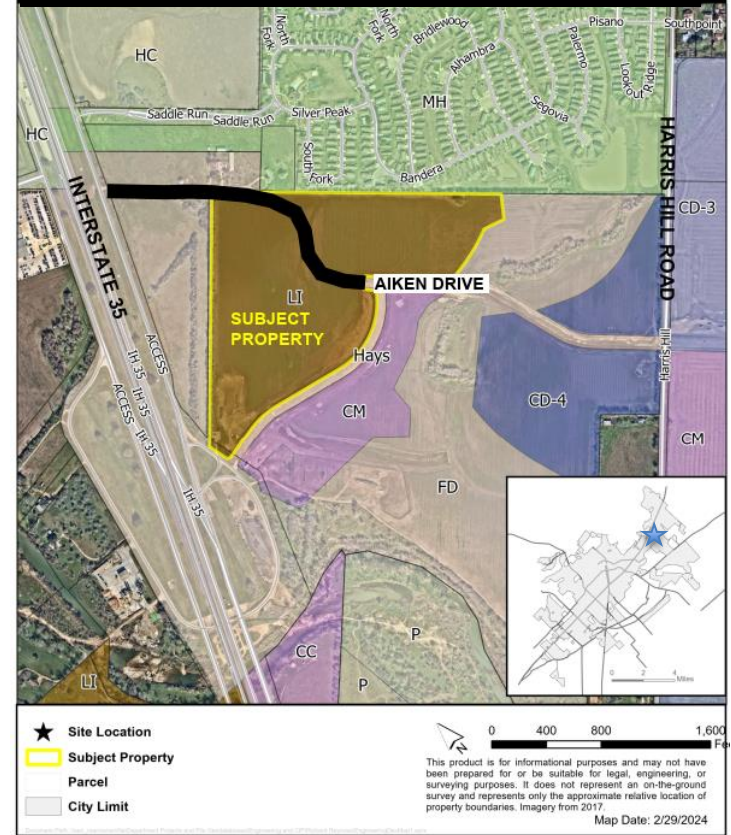 North
Fork
North
Fork
Bridlewood
Alhambra
Pisano
Palermo
Southpoint
Lookout Ridge
HC
MH
Segovia
Saddle Run
Saddle Run
Silver Peak
HC
South
Fork
Bandera
HARRIS HILL ROAD
CD-3
INTERSTATE 35
AIKEN DRIVE
LI
SUBJECT
PROPERTY
ACCESS
IH 35
IH 35
ACCESS
IH 35
Hays
Harris Hill
CM
CD-4
CM
IH 35
FD
CC
P
P
LI
0 2 4
Miles
Site Location
Subject Property
Parcel
City Limit
N
0 400 800 1,600
Fee
This product is for informational purposes and may not have
been prepared for or be suitable for legal, engineering, or
surveying purposes. It does not represent an on-the-ground
survey and represents only the approximate relative location of
property boundaries. Imagery from 2017.
Map Date: 2/29/2024